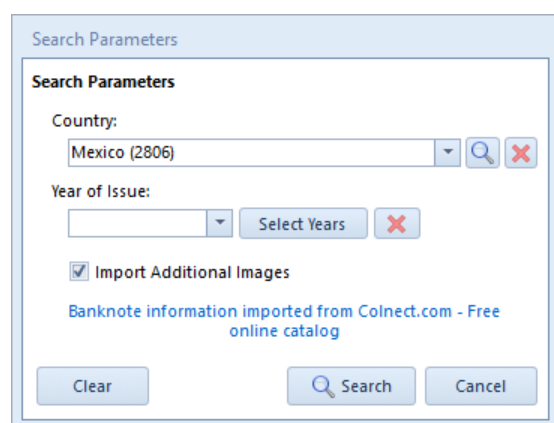 Search Parameters
Search Parameters
Country:
Mexico (2806)
Year of Issue:
Select Years
Import Additional Images
Banknote information imported from Colnect.com - Free
online catalog
Clear
Search
Cancel